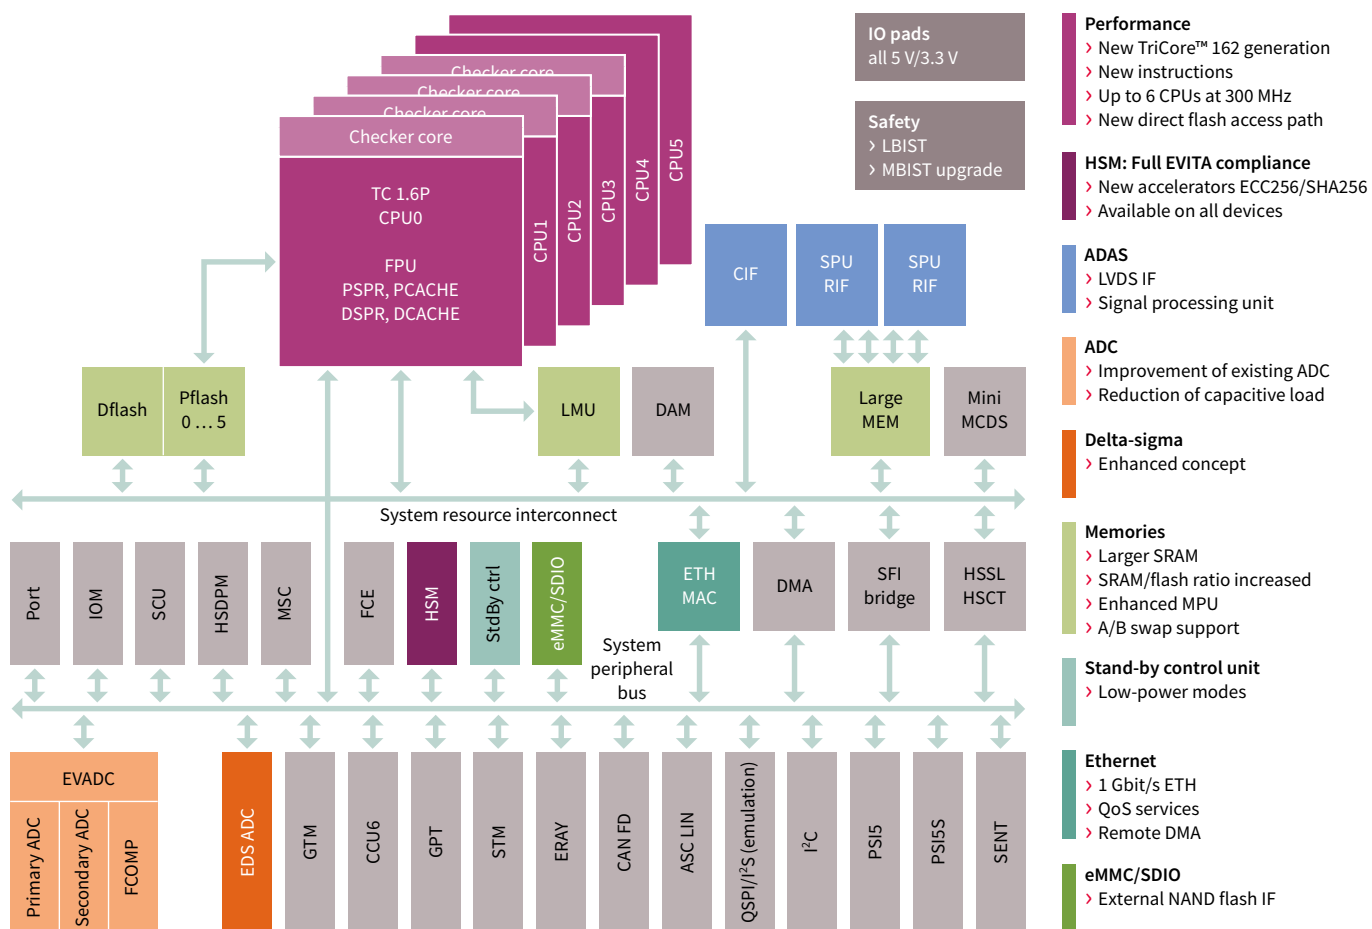 Checker core
Checker core
Checker core
Checker core
TC 1.6P
CPU0
FPU
PSPR, PCACHE
DSPR, DCACHE
CPU1
CPU2
CPU3
CPU4
CPU5
IO pads
all 5 V/3.3 V
Safety
› LBIST
› MBIST upgrade
CIF
SPU
RIF
SPU
RIF
Dflash
Pflash
0 … 5
LMU
DAM
Large
MEM
Mini
MCDS
System resource interconnect
Port
IOM
SCU
HSDPM
MSC
FCE
HSM
StdBy ctrl
eMMC/SDIO
System
peripheral
bus
ETH
MAC
DMA
SFI
bridge
HSSL
HSCT
EVADC
Primary ADC
Secondary ADC
FCOMP
EDS ADC
GTM
CCU6
GPT
STM
ERAY
CAN FD
ASC LIN
QSPI/I²S (emulation)
I²C
PSI5
PSI5S
SENT
Performance
› New TriCore™ 162 generation
› New instructions
› Up to 6 CPUs at 300 MHz
› New direct flash access path
HSM: Full EVITA compliance
› New accelerators ECC256/SHA256
› Available on all devices
ADAS
› LVDS IF
› Signal processing unit
ADC
› Improvement of existing ADC
› Reduction of capacitive load
Delta-sigma
› Enhanced concept
Memories
› Larger SRAM
› SRAM/flash ratio increased
› Enhanced MPU
› A/B swap support
Stand-by control unit
› Low-power modes
Ethernet
› 1 Gbit/s ETH
› QoS services
› Remote DMA
eMMC/SDIO
› External NAND flash IF